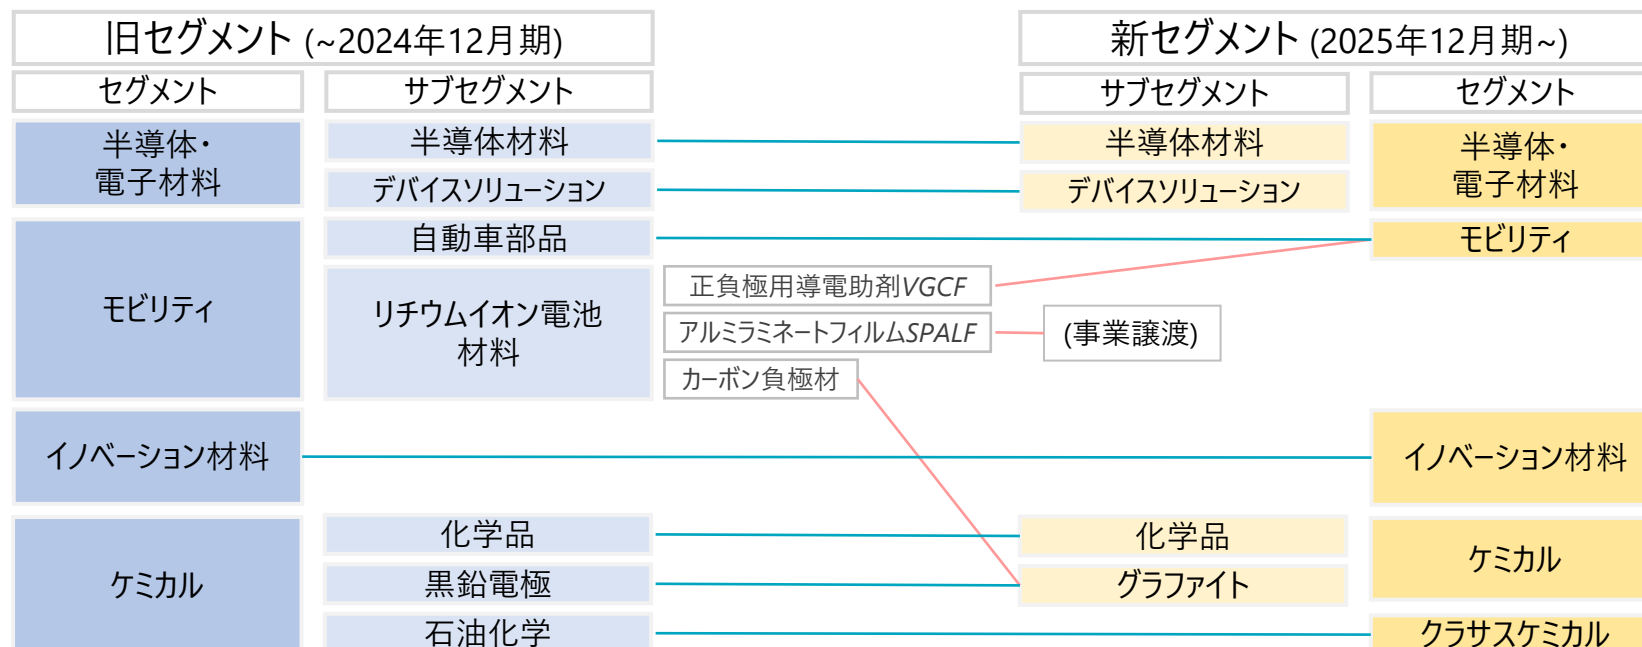 旧セグメント (~2024年12月期)
新セグメント (2025年12月期~)
セグメント
サブセグメント
サブセグメント
セグメント
半導体・
電子材料
半導体材料
デバイスソリューション
半導体材料
デバイスソリューション
半導体・
電子材料
モビリティ
自動車部品
モビリティ
リチウムイオン電池
材料
正負極用導電助剤VGCF
アルミラミネートフィルムSPALF
(事業譲渡)
カーボン負極材
イノベーション材料
イノベーション材料
ケミカル
化学品
黒鉛電極
石油化学
化学品
グラファイト
ケミカル
クラサスケミカル